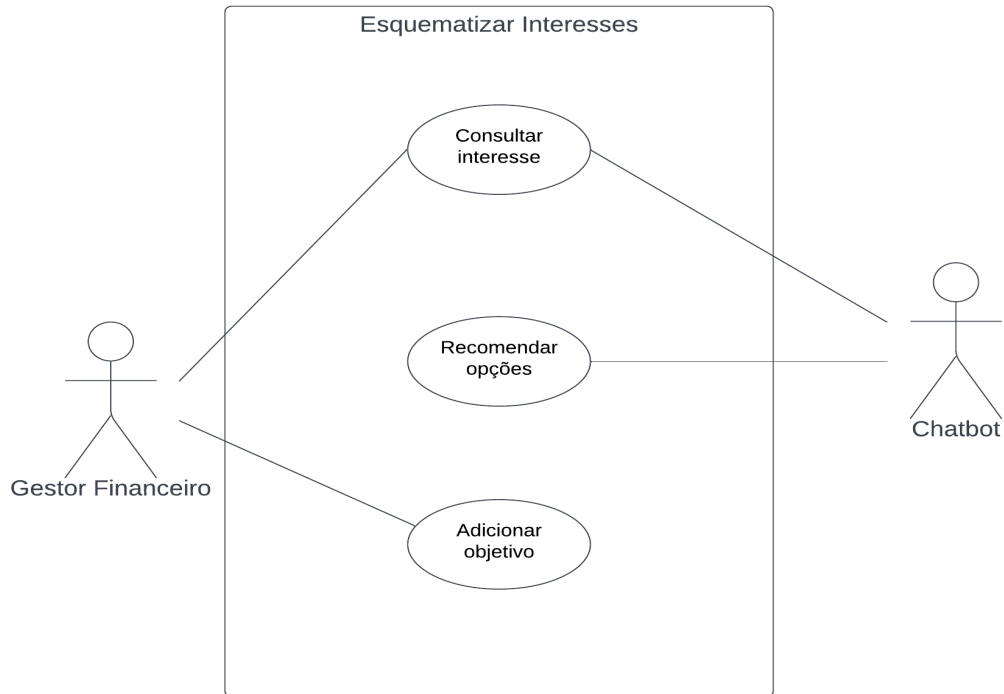 Esquematizar Interesses
Consultar
interesse
Recomendar
opções
Chatbot
Gestor Financeiro
Adicionar
objetivo